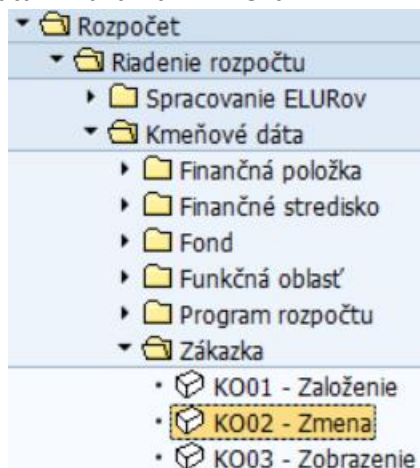 Rozpočet
Riadenie rozpočtu
Spracovanie ELURov
Kmeňové dáta
Finančná položka
Finančné stredisko
Fond
Funkčná oblasť
Program rozpočtu
Zákazka
KO01 - Založenie
KO02 - Zmena
KO03 - Zobrazenie